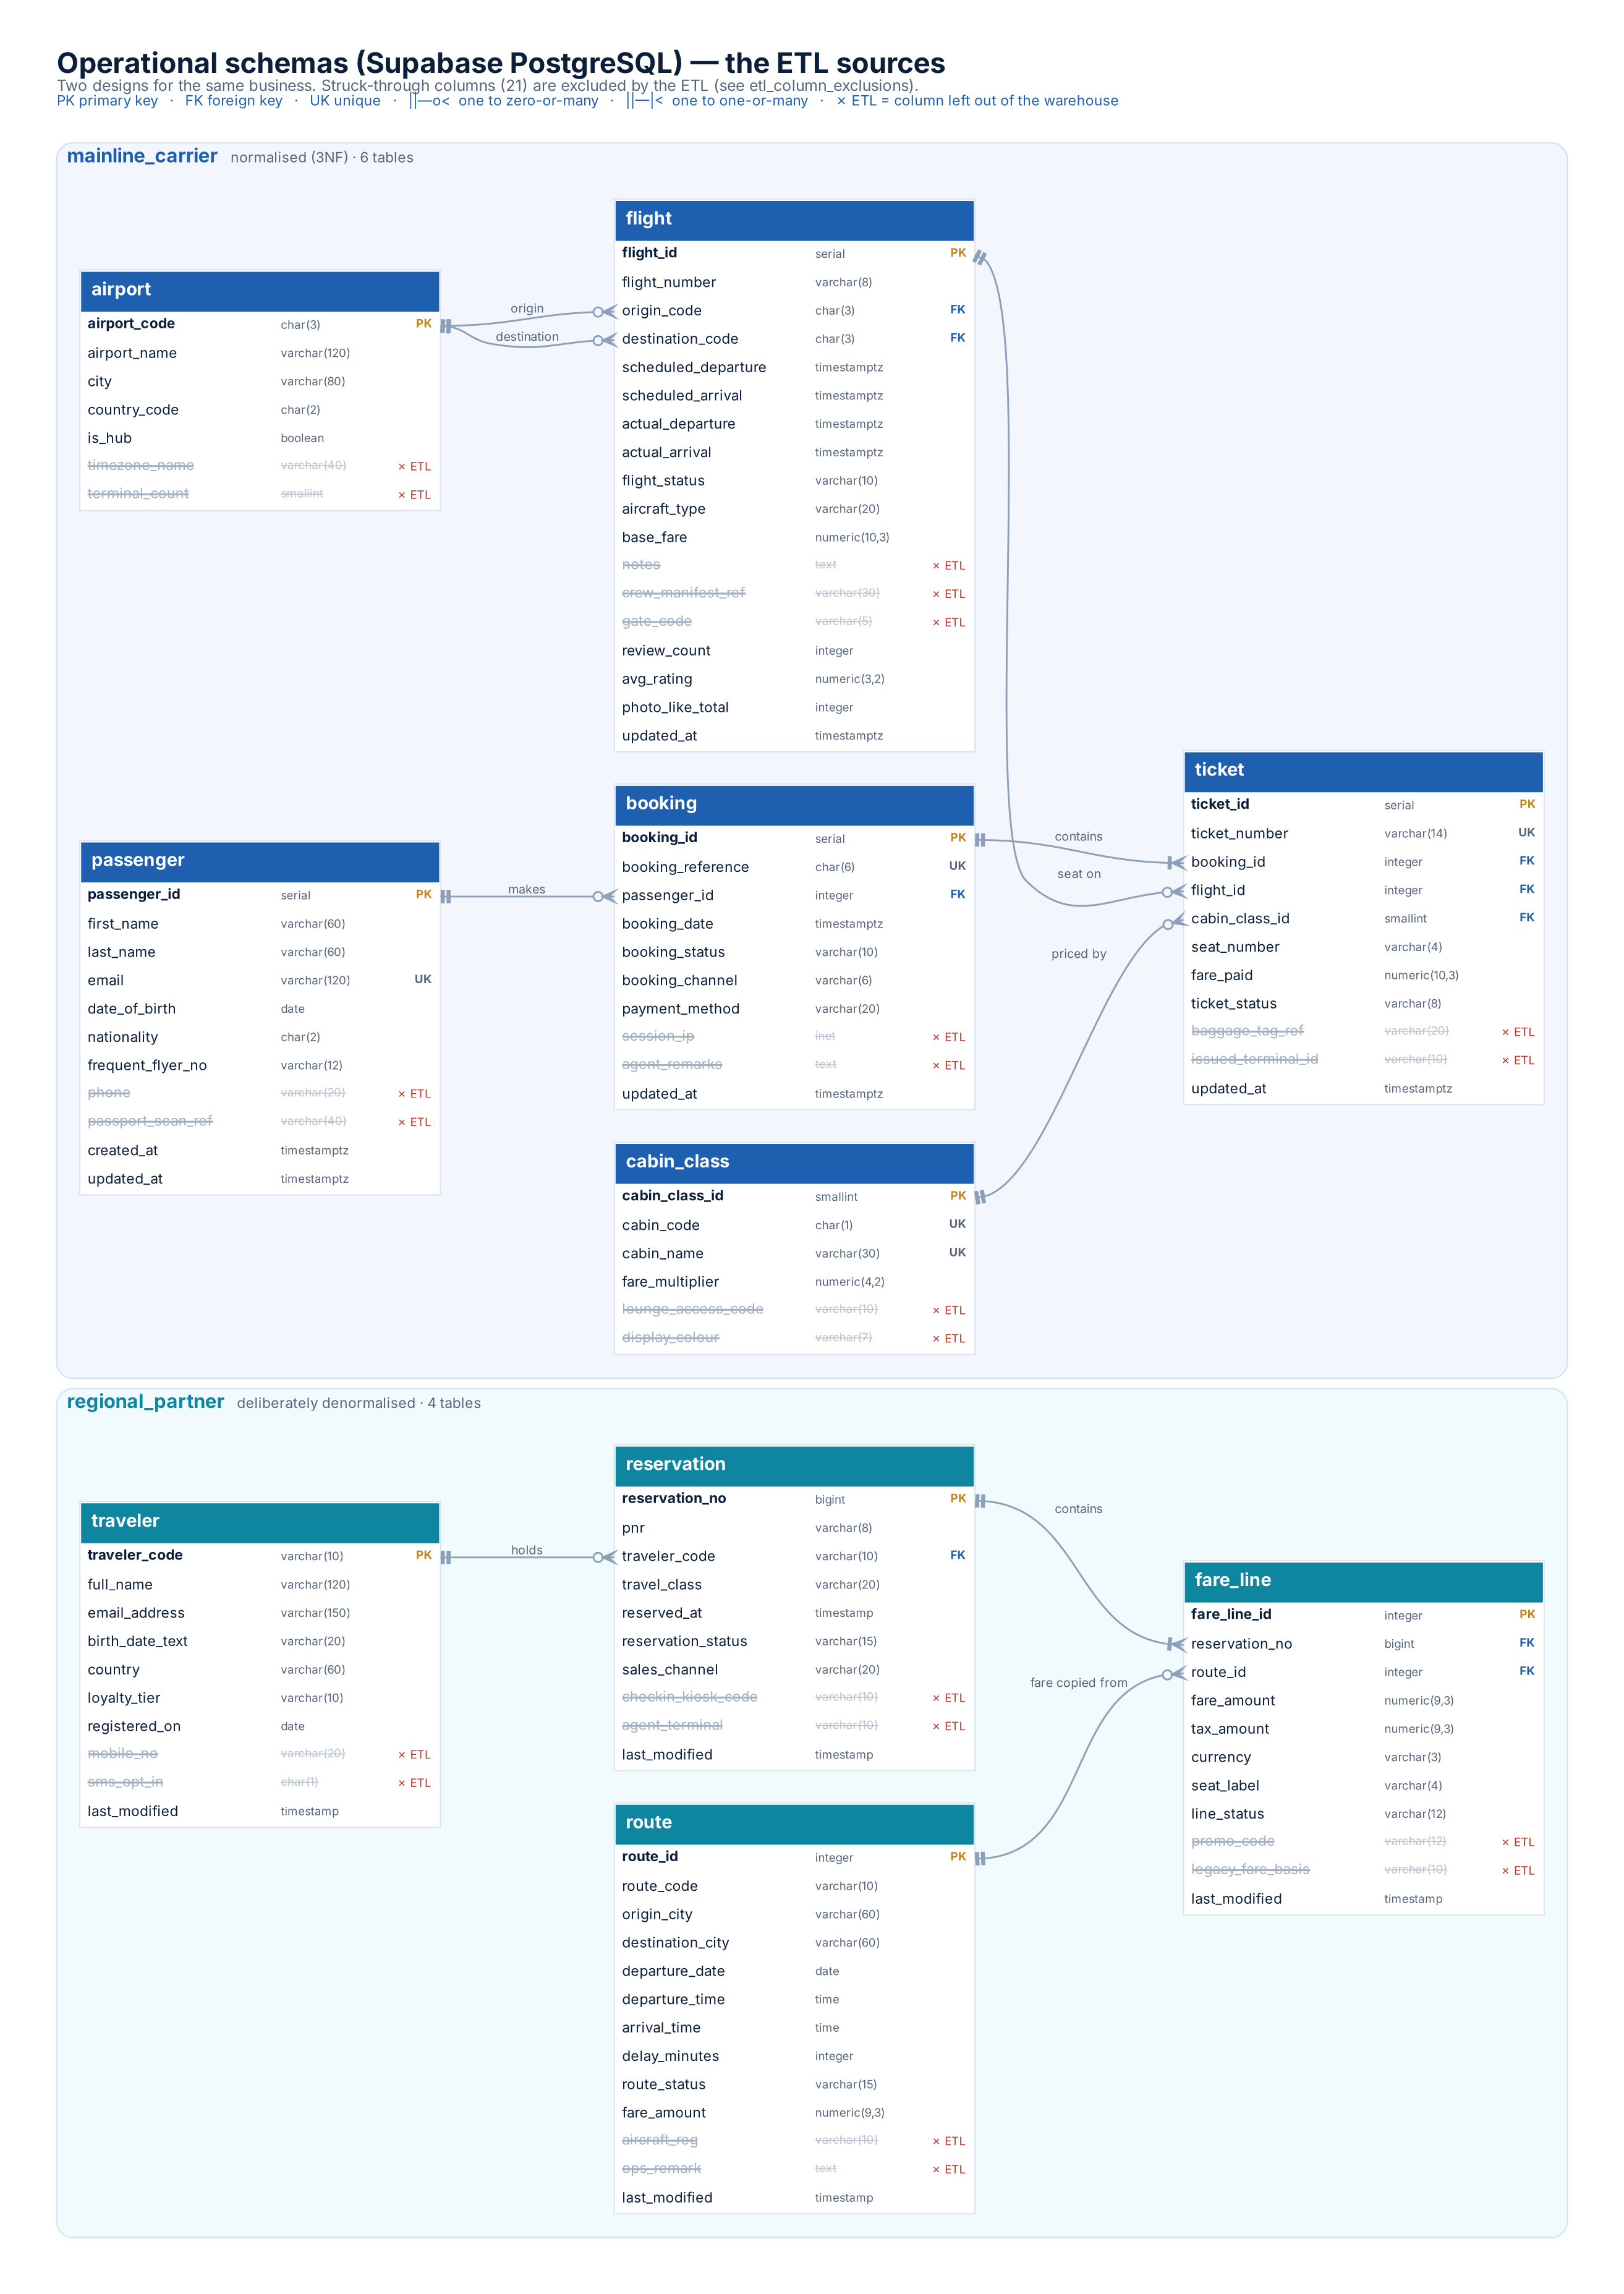 Operational schemas (Supabase PostgreSQL) — the ETL sources
Two designs for the same business. Struck-through columns (21) are excluded by the ETL (see etl_column_exclusions).
PK primary key · FK foreign key · UK unique · ||—o< one to zero-or-many · ||—|< one to one-or-many · × ETL = column left out of the warehouse
mainline_carrier normalised (3NF) · 6 tables
airport
airport_code char(3) PK
airport_name varchar(120)
city varchar(80)
country_code char(2)
is_hub boolean
timezone_name varchar(40) × ETL
terminal_count smallint × ETL
origin
destination
flight
flight_id serial PK
flight_number varchar(8)
origin_code char(3) FK
destination_code char(3) FK
scheduled_departure timestamptz
scheduled_arrival timestamptz
actual_departure timestamptz
actual_arrival timestamptz
flight_status varchar(10)
aircraft_type varchar(20)
base_fare numeric(10,3)
notes text × ETL
crew_manifest_ref varchar(30) × ETL
gate_code varchar(5) × ETL
review_count integer
avg_rating numeric(3,2)
photo_like_total integer
updated_at timestamptz
passenger
passenger_id serial PK
first_name varchar(60)
last_name varchar(60)
email varchar(120) UK
date_of_birth date
nationality char(2)
frequent_flyer_no varchar(12)
phone varchar(20) × ETL
passport_scan_ref varchar(40) × ETL
created_at timestamptz
updated_at timestamptz
makes
booking
booking_id serial PK
booking_reference char(6) UK
passenger_id integer FK
booking_date timestamptz
booking_status varchar(10)
booking_channel varchar(6)
payment_method varchar(20)
session_ip inet × ETL
agent_remarks text × ETL
updated_at timestamptz
contains
seat on
priced by
ticket
ticket_id serial PK
ticket_number varchar(14) UK
booking_id integer FK
flight_id integer FK
cabin_class_id smallint FK
seat_number varchar(4)
fare_paid numeric(10,3)
ticket_status varchar(8)
baggage_tag_ref varchar(20) × ETL
issued_terminal_id varchar(10) × ETL
updated_at timestamptz
cabin_class
cabin_class_id smallint PK
cabin_code char(1) UK
cabin_name varchar(30) UK
fare_multiplier numeric(4,2)
lounge_access_code varchar(10) × ETL
display_colour varchar(7) × ETL
regional_partner deliberately denormalised · 4 tables
traveler
traveler_code varchar(10) PK
full_name varchar(120)
email_address varchar(150)
birth_date_text varchar(20)
country varchar(60)
loyalty_tier varchar(10)
registered_on date
mobile_no varchar(20) × ETL
sms_opt_in char(1) × ETL
last_modified timestamp
holds
reservation
reservation_no bigint PK
pnr varchar(8)
traveler_code varchar(10) FK
travel_class varchar(20)
reserved_at timestamp
reservation_status varchar(15)
sales_channel varchar(20)
checkin_kiosk_code varchar(10) × ETL
agent_terminal varchar(10) × ETL
last_modified timestamp
contains
fare copied from
fare_line
fare_line_id integer PK
reservation_no bigint FK
route_id integer FK
fare_amount numeric(9,3)
tax_amount numeric(9,3)
currency varchar(3)
seat_label varchar(4)
line_status varchar(12)
promo_code varchar(12) × ETL
legacy_fare_basis varchar(10) × ETL
last_modified timestamp
route
route_id integer PK
route_code varchar(10)
origin_city varchar(60)
destination_city varchar(60)
departure_date date
departure_time time
arrival_time time
delay_minutes integer
route_status varchar(15)
fare_amount numeric(9,3)
aircraft_reg varchar(10) × ETL
ops_remark text × ETL
last_modified timestamp